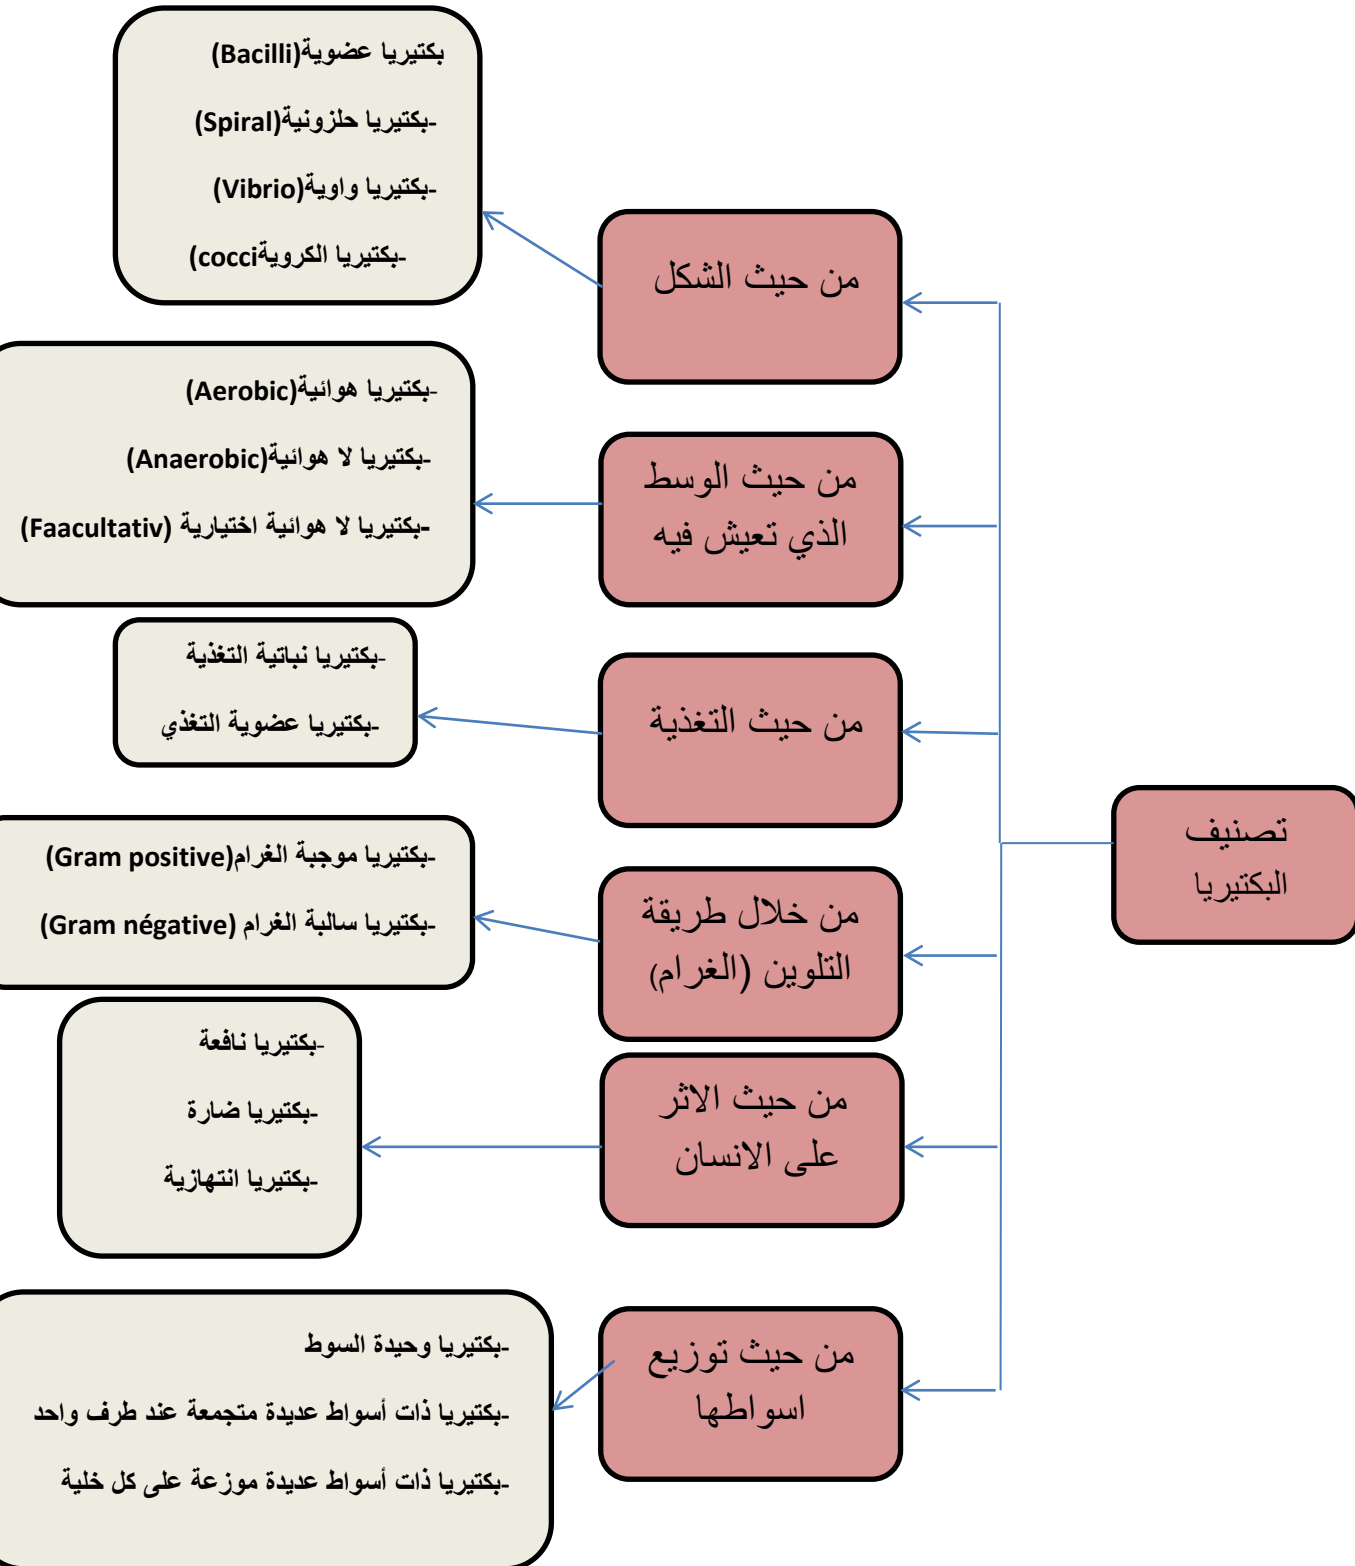 تصنيف
البكتيريا
من حيث الشكل
بكتيريا عضوية(Bacilli)
-بكتيريا حلزونية(Spiral)
-بكتيريا واوية(Vibrio)
-بكتيريا الكرويةcocci)
من حيث الوسط
الذي تعيش فيه
-بكتيريا هوائية(Aerobic)
-بكتيريا لا هوائية(Anaerobic)
-بكتيريا لا هوائية اختيارية (Faacultativ)
من حيث التغذية
-بكتيريا نباتية التغذية
-بكتيريا عضوية التغذي
من خلال طريقة
التلوين (الغرام)
-بكتيريا موجبة الغرام(Gram positive)
-بكتيريا سالبة الغرام (Gram négative)
من حيث الاثر
على الانسان
-بكتيريا نافعة
-بكتيريا ضارة
-بكتيريا انتهازية
من حيث توزيع
اسواطها
-بكتيريا وحيدة السوط
-بكتيريا ذات أسواط عديدة متجمعة عند طرف واحد
-بكتيريا ذات أسواط عديدة موزعة على كل خلية